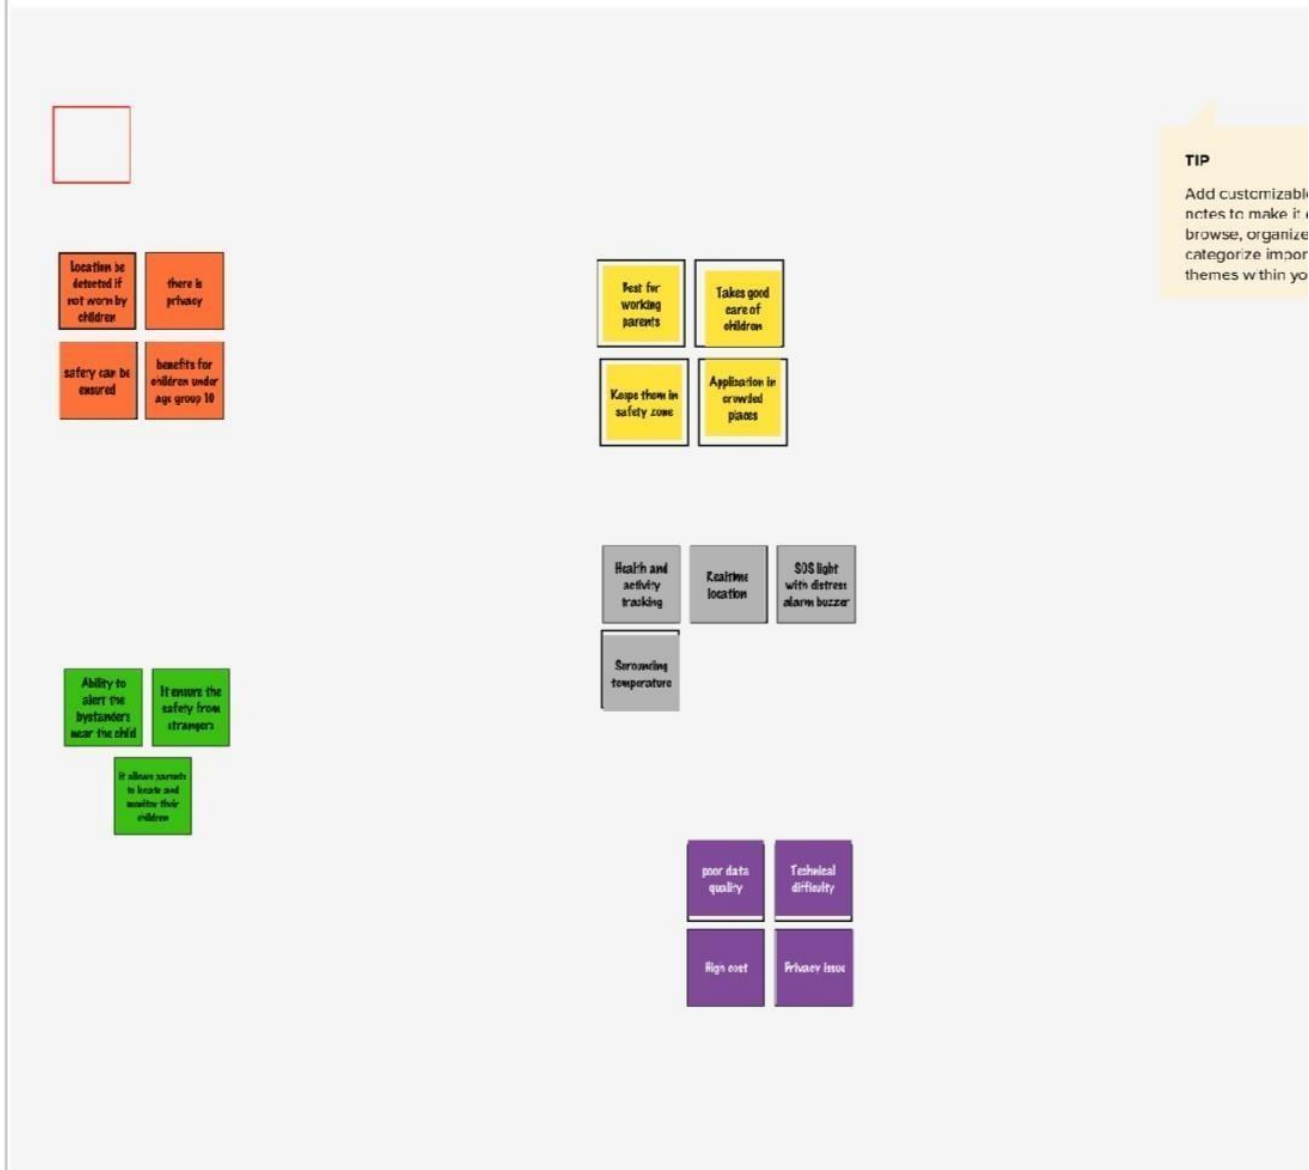 TIP
Add customizable
notes to make it
browse, organize
categorize impor
themes within yo
Location be
detected if
not worn by
children
there is
privacy
safety can be
ensured
benefits for
children under
age group 10
Best for
working
parents
Takes good
care of
children
Keeps them in
safety zone
Application in
crowded
places
Health and
activity
tracking
Realtime
location
SOS light
with distress
alarm buzzer
Surounding
temperature
Ability to
alert the
bystanders
near the child
It ensure the
safety from
strangers
it allows parents
to locate and
monitor their
children
poor data
quality
Technical
difficulty
High cost
Privacy issue